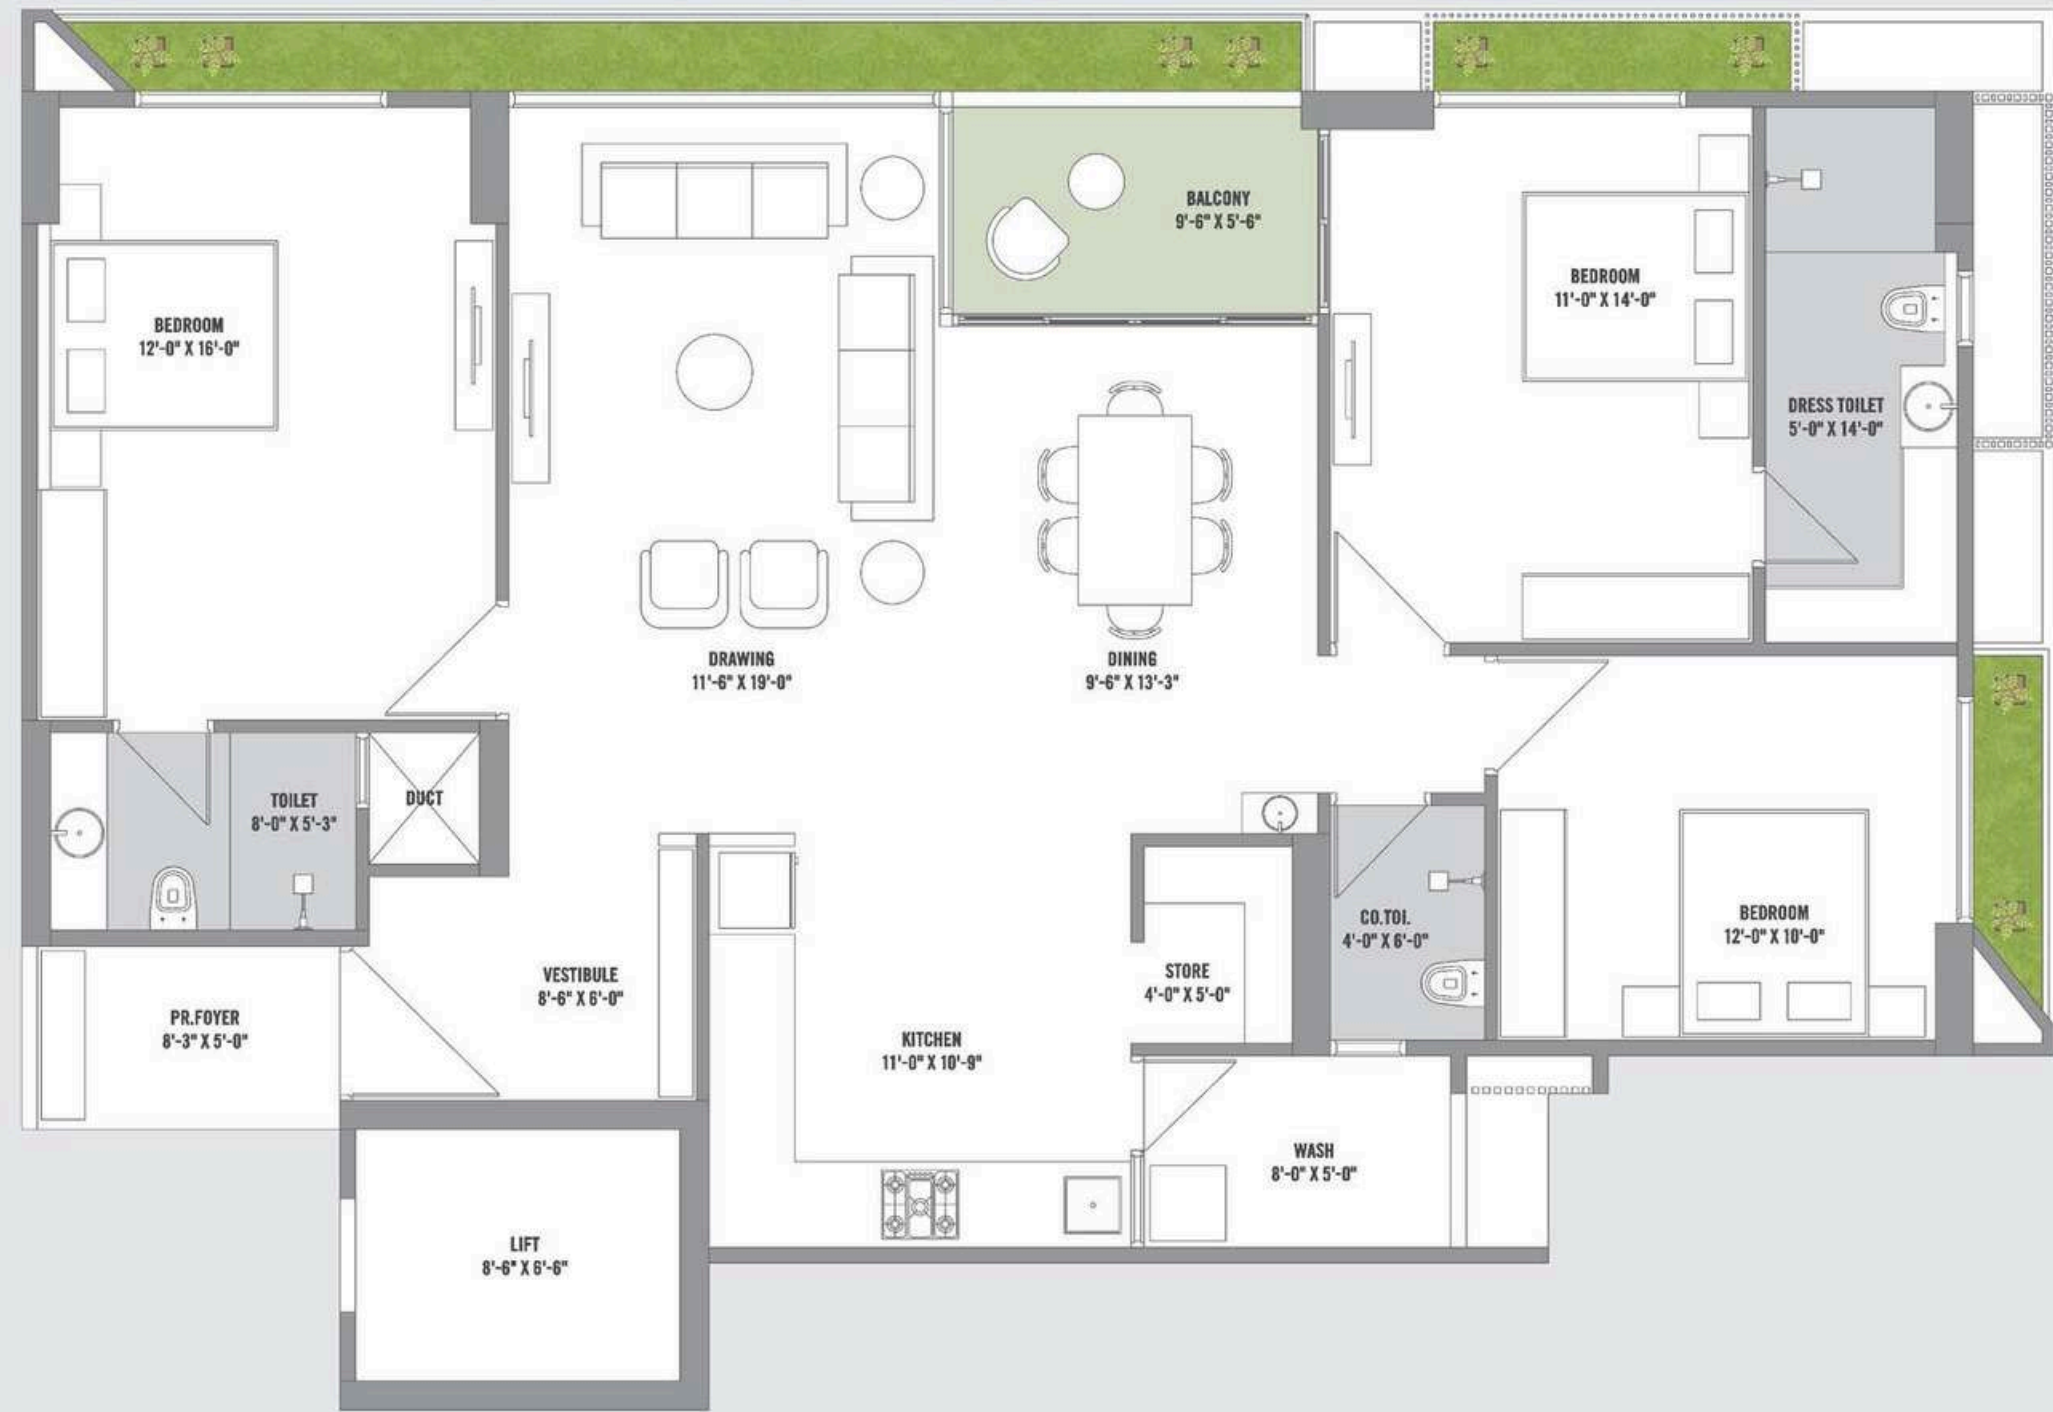 BALCONY
9'-6" X 5'-6"
BEDROOM
11'-0" X 14'-0"
BEDROOM
12'-0" X 16'-0"
DRESS TOILET
5'-0" X 14'-0"
DRAWING
11'-6" X 19'-0"
DINING
9'-6" X 13'-3"
TOILET
8'-0" X 5'-3"
DUCT
CO.TOI.
4'-0" X 6'-0"
BEDROOM
12'-0" X 10'-0"
VESTIBULE
8'-6" X 6'-0"
STORE
4'-0" X 5'-0"
PR.FOYER
8'-3" X 5'-0"
KITCHEN
11'-0" X 10'-9"
WASH
8'-0" X 5'-0"
LIFT
8'-6" X 6'-6"